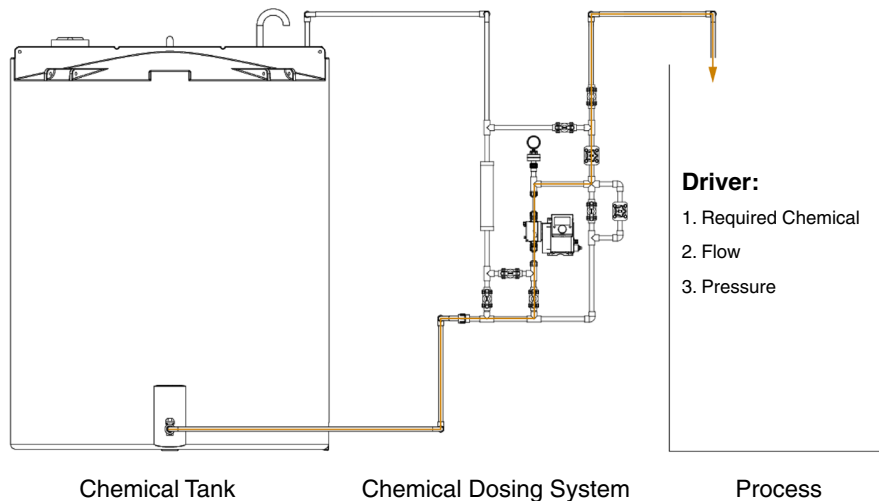 Driver:
1. Required Chemical
2. Flow
3. Pressure
Chemical Tank
Chemical Dosing System
Process